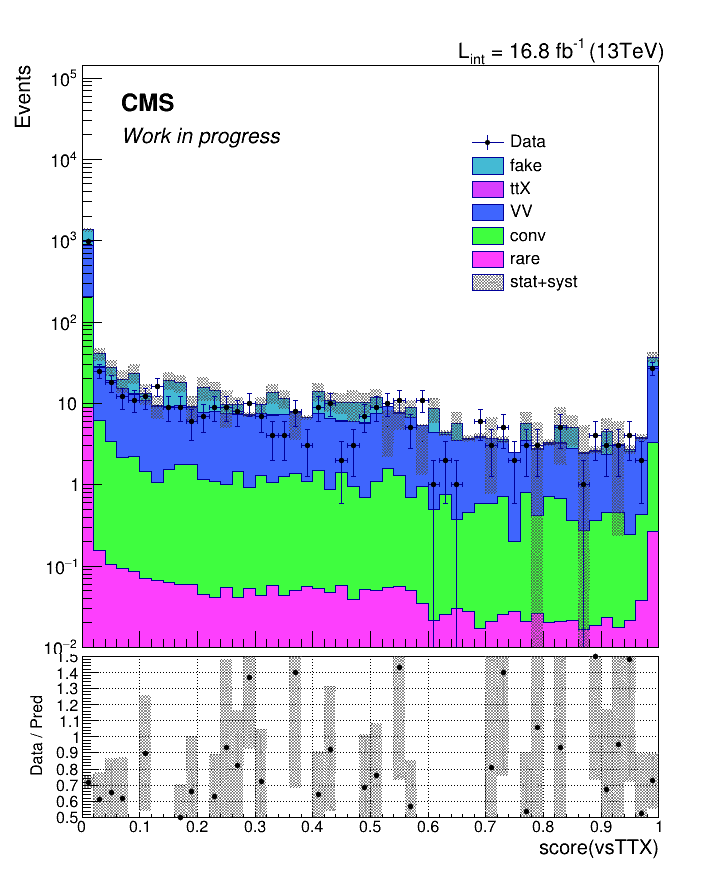 L_int = 16.8 fb^-1 (13TeV)
Events
CMS
Work in progress
Data
fake
ttX
VV
conv
rare
stat+syst
10^5
10^4
10^3
10^2
10
1
10^-1
10^-2
Data / Pred
1.5
1.4
1.3
1.2
1.1
1
0.9
0.8
0.7
0.6
0.5
0 0.1 0.2 0.3 0.4 0.5 0.6 0.7 0.8 0.9 1
score(vsTTX)